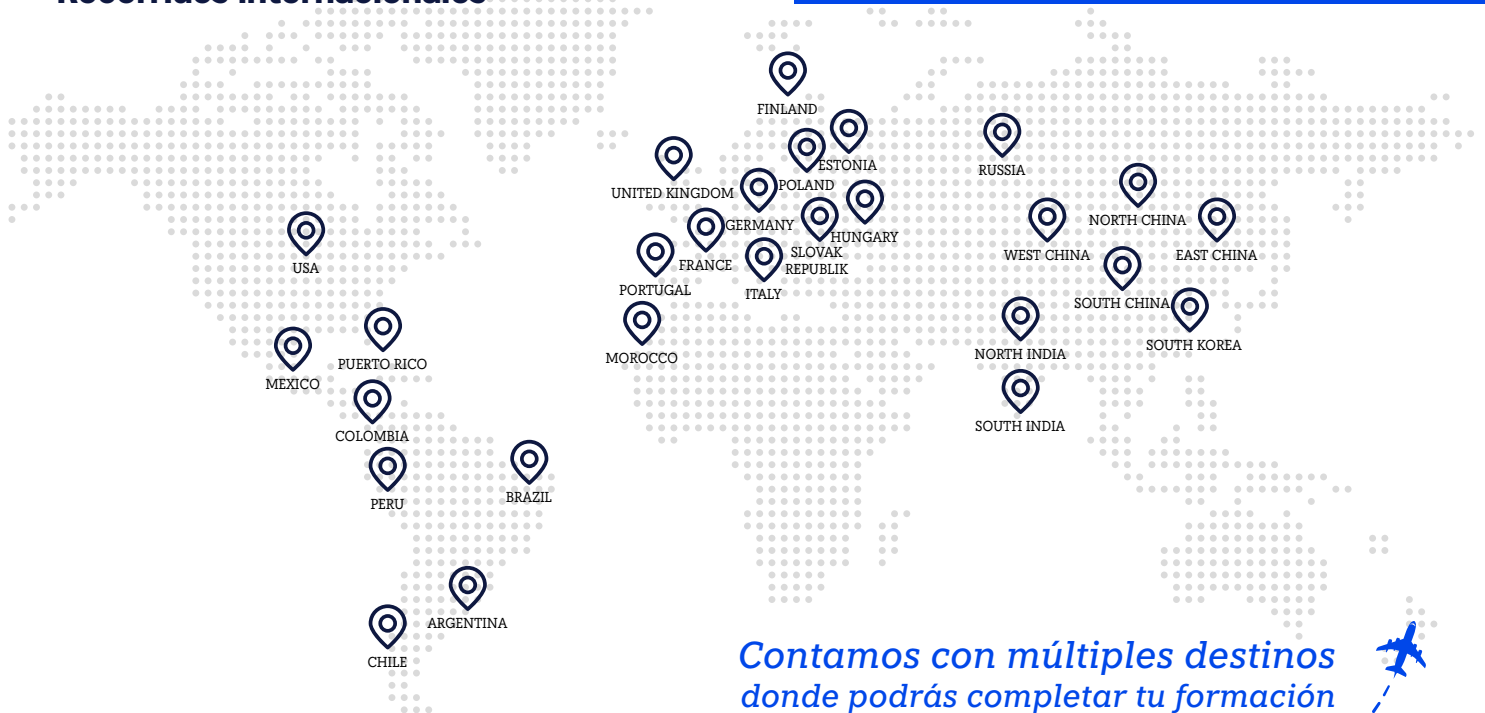 Recorridos Internacionales
FINLAND
ESTONIA
RUSSIA
POLAND
UNITED KINGDOM
NORTH CHINA
GERMANY
HUNGARY
SLOVAK
REPUBLIK
WEST CHINA
EAST CHINA
FRANCE
USA
PORTUGAL
ITALY
SOUTH CHINA
SOUTH KOREA
MOROCCO
NORTH INDIA
PUERTO RICO
MEXICO
SOUTH INDIA
COLOMBIA
BRAZIL
PERU
ARGENTINA
CHILE
Contamos con múltiples destinos
donde podrás completar tu formación